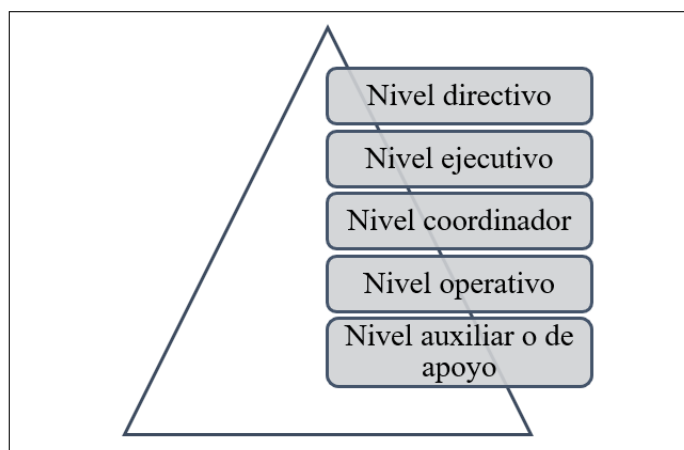 Nivel directivo
Nivel ejecutivo
Nivel coordinador
Nivel operativo
Nivel auxiliar o de
apoyo